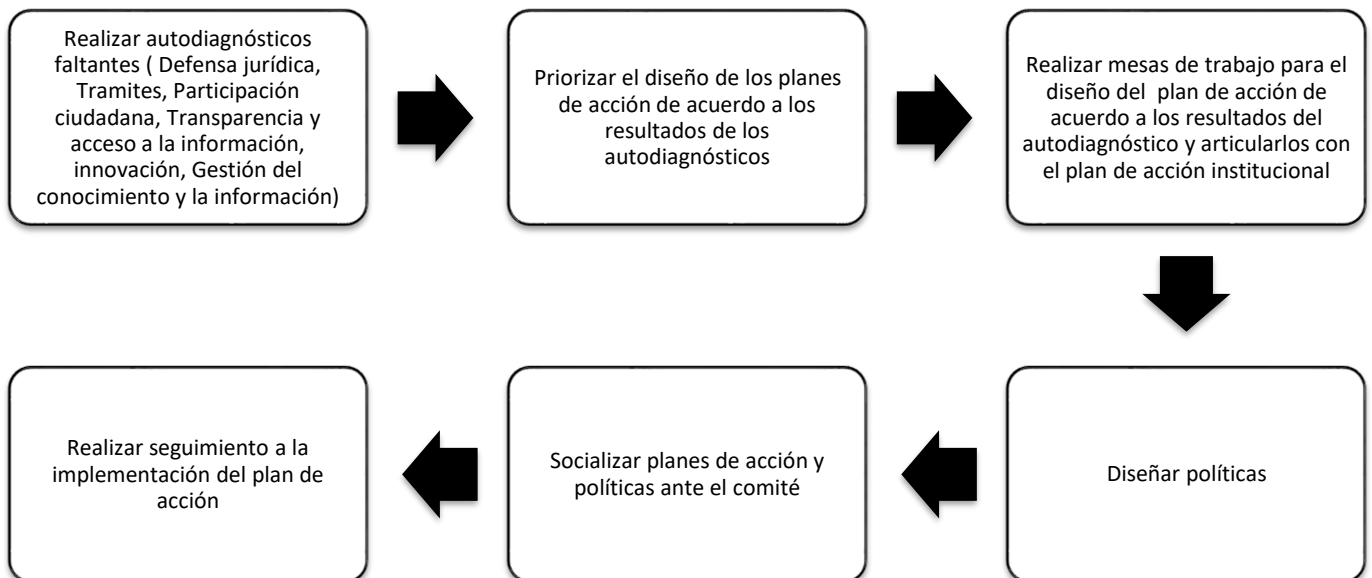 Realizar autodiagnósticos
faltantes ( Defensa jurídica,
Tramites, Participación
ciudadana, Transparencia y
acceso a la información,
innovación, Gestión del
conocimiento y la información)
Priorizar el diseño de los planes
de acción de acuerdo a los
resultados de los
autodiagnósticos
Realizar mesas de trabajo para el
diseño del  plan de acción de
acuerdo a los resultados del
autodiagnóstico y articularlos con
el plan de acción institucional
Diseñar políticas
Socializar planes de acción y
políticas ante el comité
Realizar seguimiento a la
implementación del plan de
acción